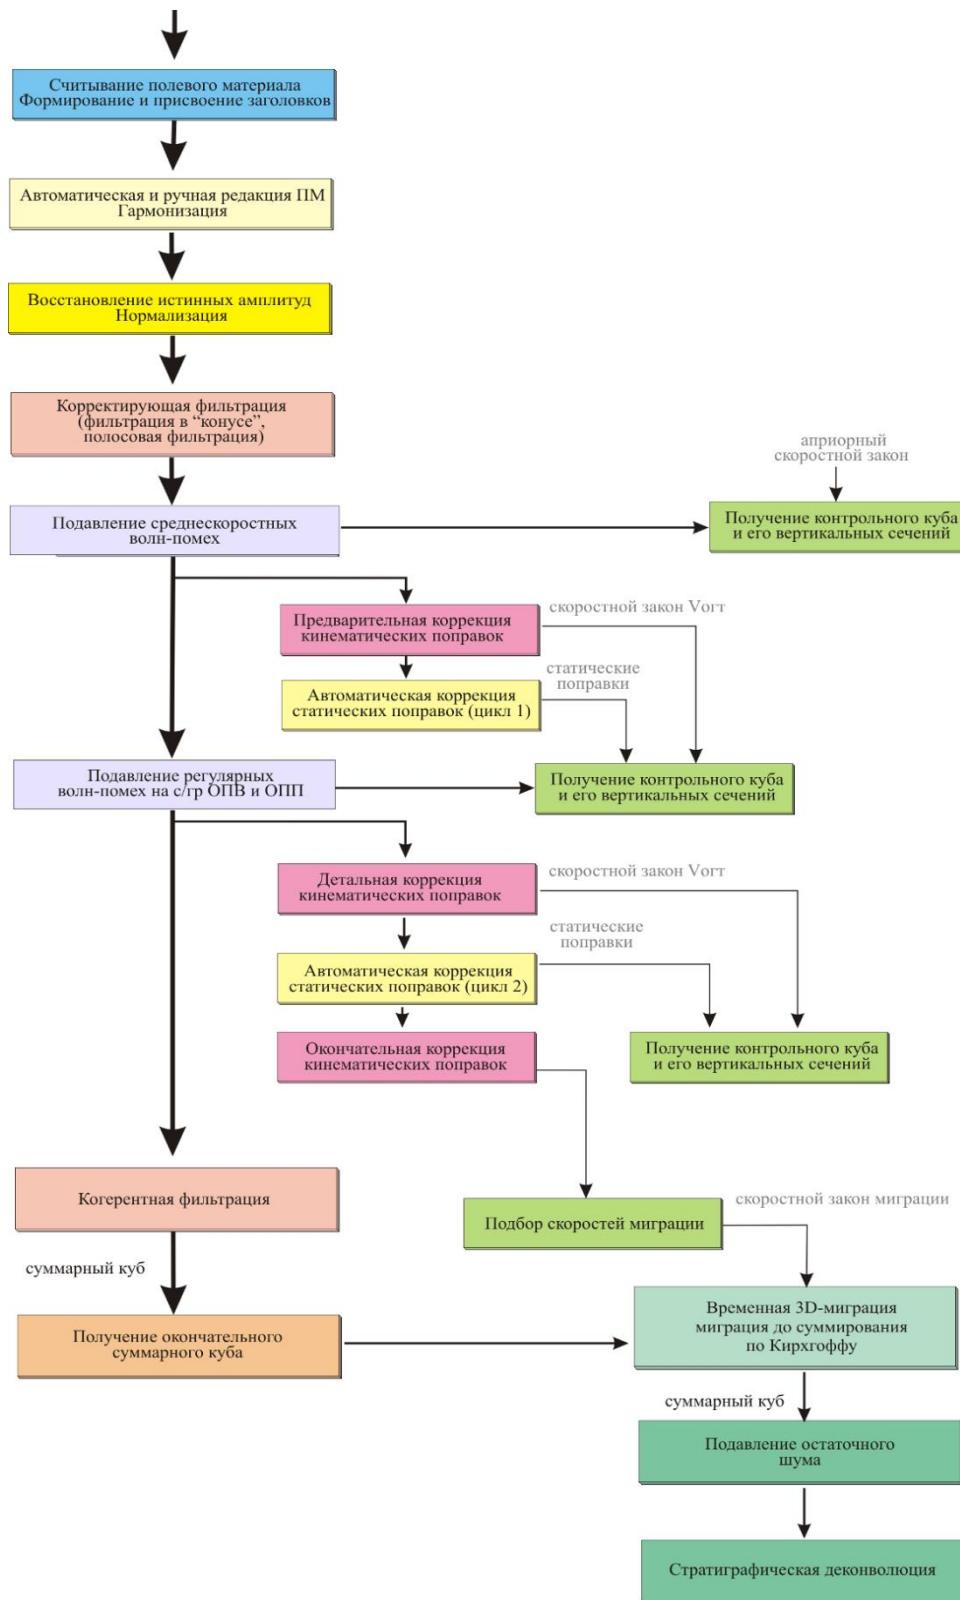 Считывание полевого материала
Формирование и присвоение заголовков
Автоматическая и ручная редакция ПМ
Гармонизация
Восстановление истинных амплитуд
Нормализация
Корректирующая фильтрация
(фильтрация в “конусе”,
полосовая фильтрация)
априорный
скоростной закон
Подавление среднескоростных
волн-помех
Получение контрольного куба
и его вертикальных сечений
Предварительная коррекция
кинематических поправок
скоростной закон Vогт
Автоматическая коррекция
статических поправок (цикл 1)
статические
поправки
Подавление регулярных
волн-помех на с/гр ОПВ и ОПП
Получение контрольного куба
и его вертикальных сечений
Детальная коррекция
кинематических поправок
скоростной закон Vогт
статические
поправки
Автоматическая коррекция
статических поправок (цикл 2)
Окончательная коррекция
кинематических поправок
Получение контрольного куба
и его вертикальных сечений
Когерентная фильтрация
скоростной закон миграции
Подбор скоростей миграции
суммарный куб
Получение окончательного
суммарного куба
Временная 3D-миграция
миграция до суммирования
по Кирхгоффу
суммарный куб
Подавление остаточного
шума
Стратиграфическая деконволюция